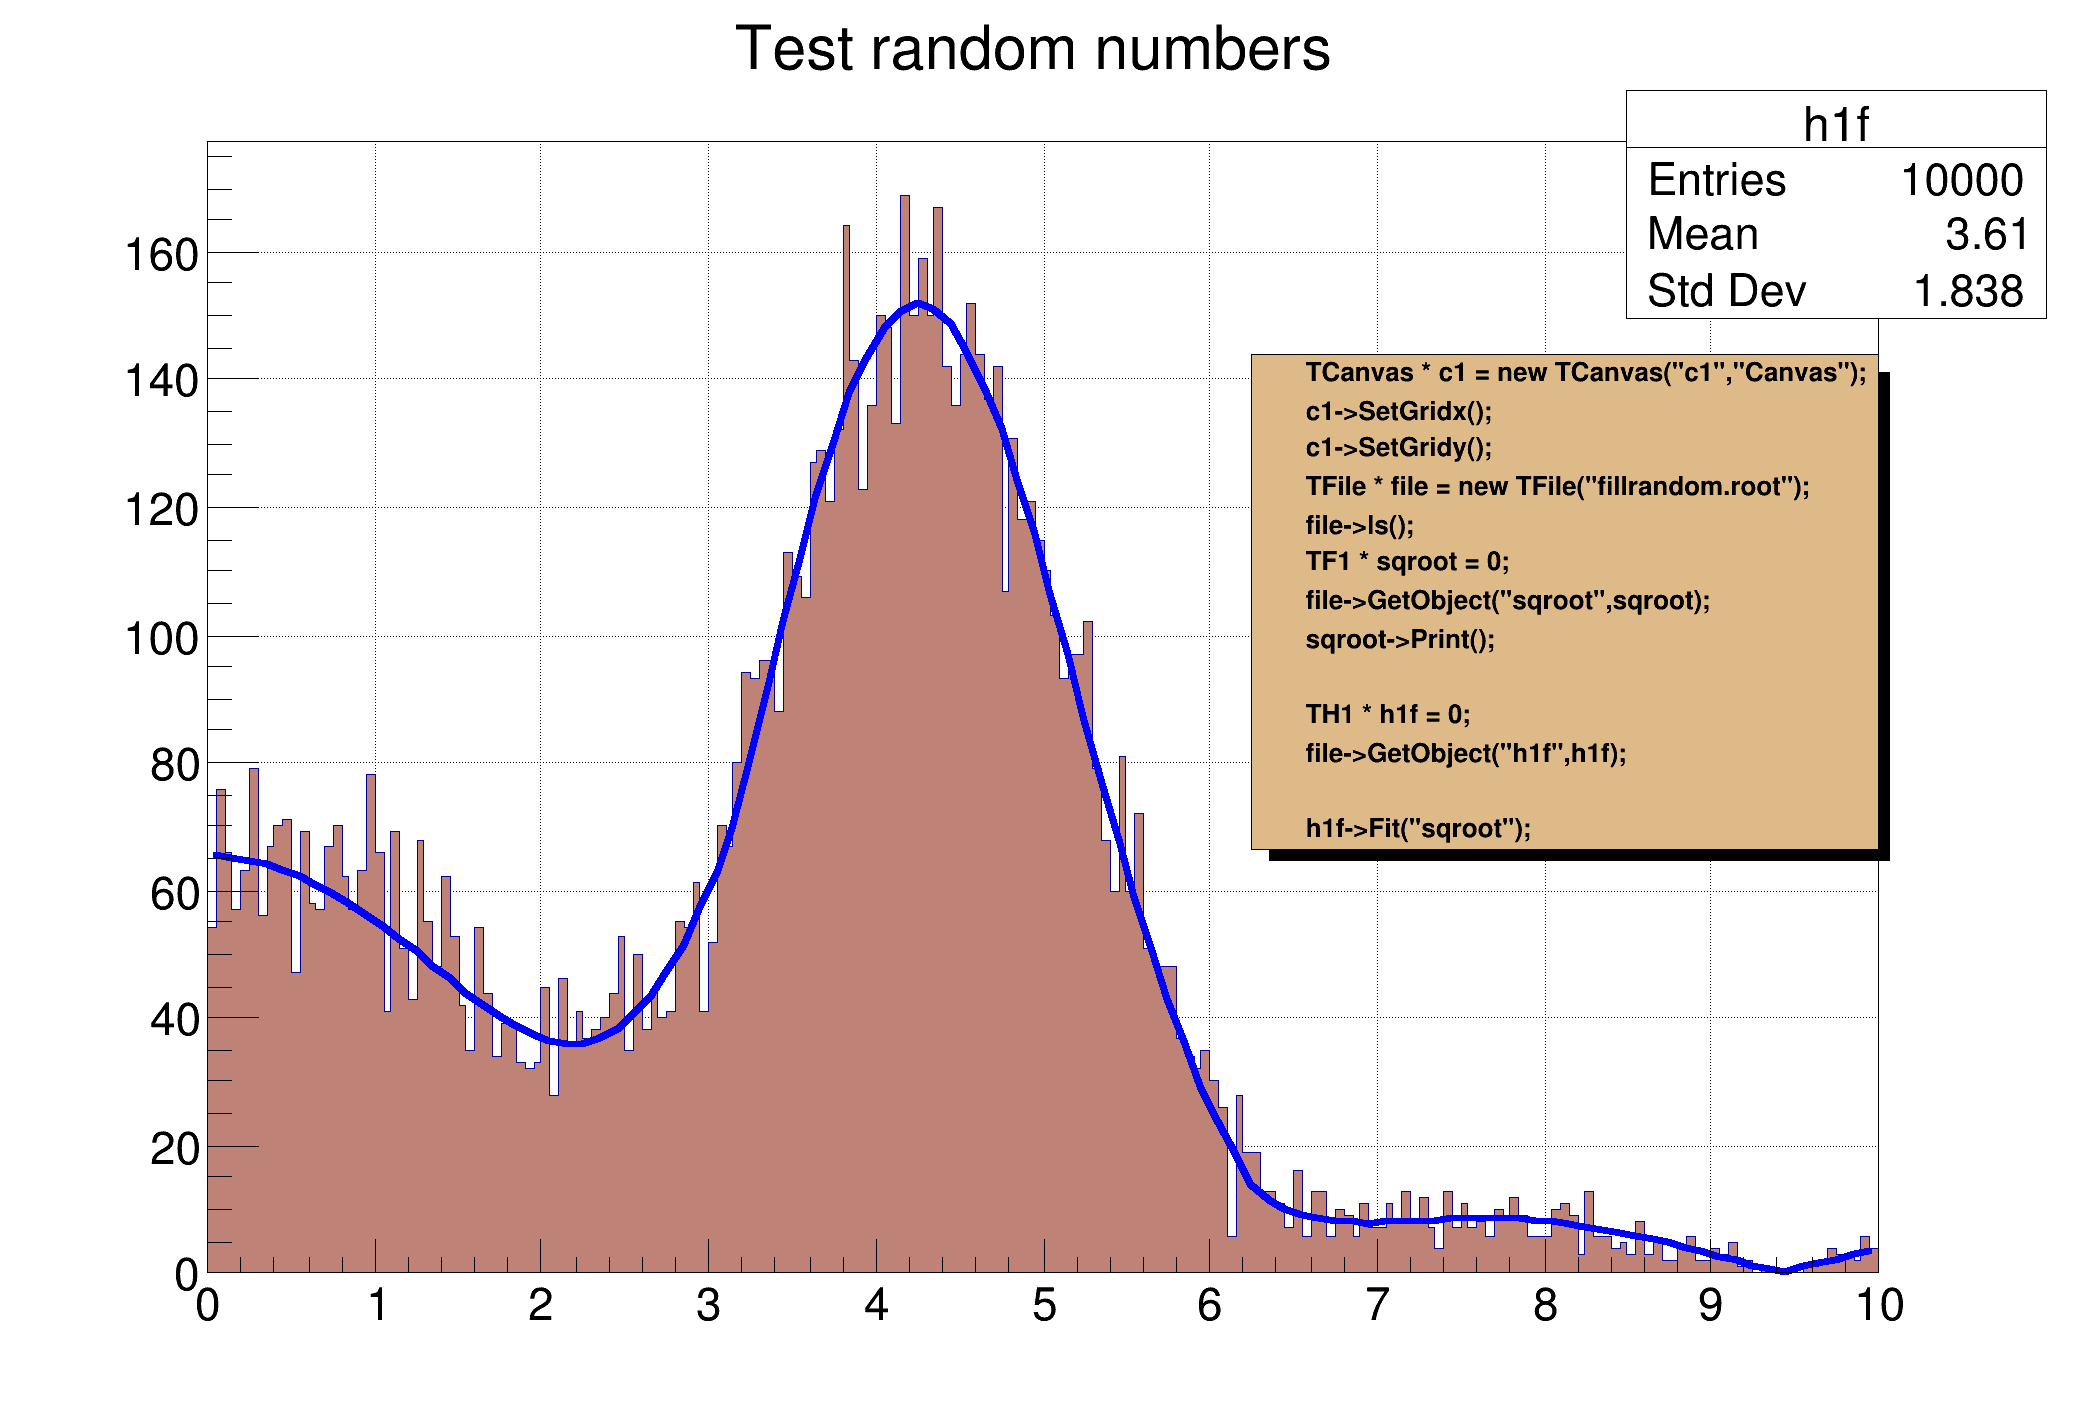 Test random numbers
h1f
Entries 10000
Mean 3.61
Std Dev 1.838
160
140
120
100
80
60
40
20
0
0 1 2 3 4 5 6 7 8 9 10
TCanvas * c1 = new TCanvas("c1","Canvas");
c1->SetGridx();
c1->SetGridy();
TFile * file = new TFile("fillrandom.root");
file->ls();
TF1 * sqroot = 0;
file->GetObject("sqroot",sqroot);
sqroot->Print();
TH1 * h1f = 0;
file->GetObject("h1f",h1f);
h1f->Fit("sqroot");